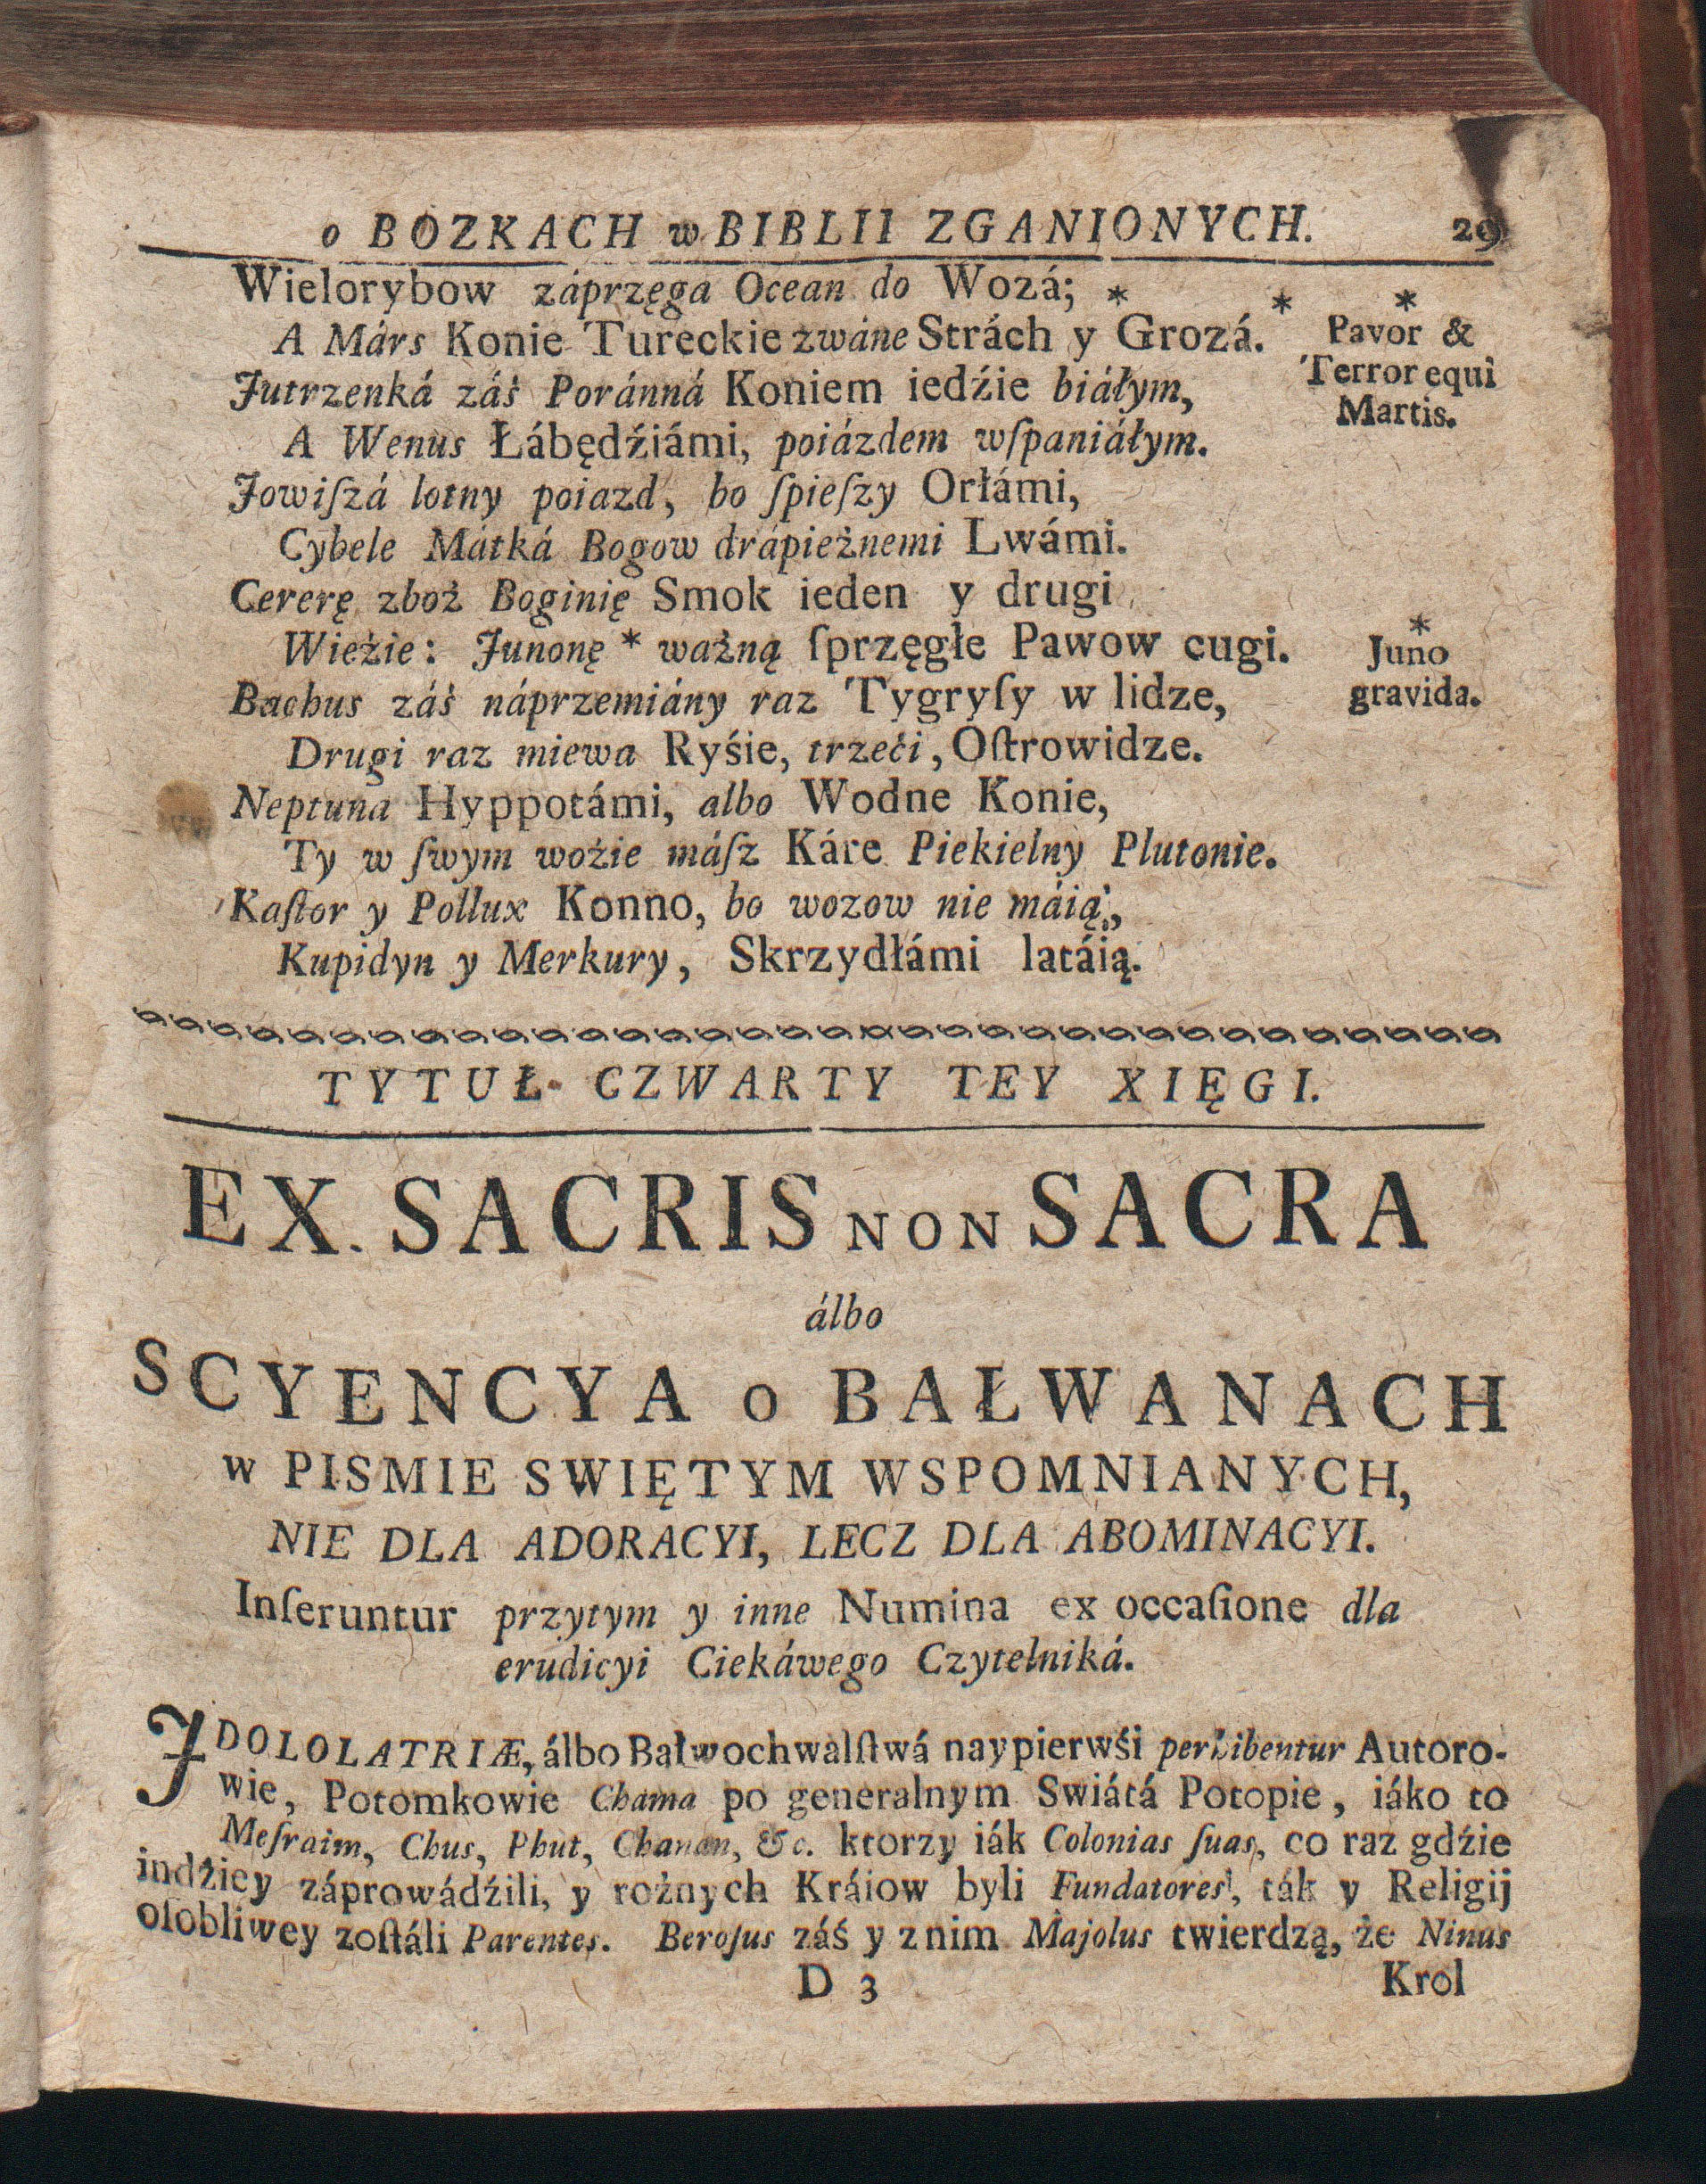 o BOZKACH w BIBLII ZGANIONYCH. 29
Wielorybow záprzęga Ocean do Wozá; *
A Márs Konie Tureckie zwáne Strách y Grozá. *
Jutrzenká záś Poránná Koniem iedźie biáłym,
A Wenus Łábędźiámi, poiázdem wſpaniáłym.
Jowiſzá lotny poiazd, bo ſpieſzy Orłámi,
Cybele Mátká Bogow drápieżnemi Lwámi.
Cererę zboż Boginię Smok ieden y drugi
Wieźie: Junonę * ważną ſprzęgłe Pawow cugi.
Bachus záś náprzemiány raz Tygryſy w lidze,
Drugi raz miewa Ryśie, trzeći, Oſtrowidze.
Neptuna Hyppotámi, albo Wodne Konie,
Ty w ſwym woźie máſz Káre Piekielny Plutonie.
Kaſtor y Pollux Konno, bo wozow nie máią,
Kupidyn y Merkury, Skrzydłámi latáią.
*
Pavor &
Terror equi
Martis.
*
Juno
gravida.
TYTUŁ CZWARTY TEY XIĘGI.
EX. SACRIS NON SACRA
álbo
SCYENCYA o BAŁWANACH
w PISMIE SWIĘTYM WSPOMNIANYCH,
NIE DLA ADORACYI, LECZ DLA ABOMINACYI.
Inſeruntur przytym y inne Numina ex occaſione dla
erudicyi Ciekáwego Czytelniká.
JDOLOLATRIÆ, álbo Bałwochwalſtwá naypierwśi perhibentur Autoro-
wie, Potomkowie Chama po generalnym Swiátá Potopie, iáko to
Meſraim, Chus, Phut, Chanan, &c. ktorzy iák Colonias ſuas, co raz gdźie
indźiey záprowádźili, y rożnych Kráiow byli Fundatores, ták y Religij
oſobliwey zoſtáli Parentes. Beroſus záś y z nim Majolus twierdzą, że Ninus
D 3 Krol